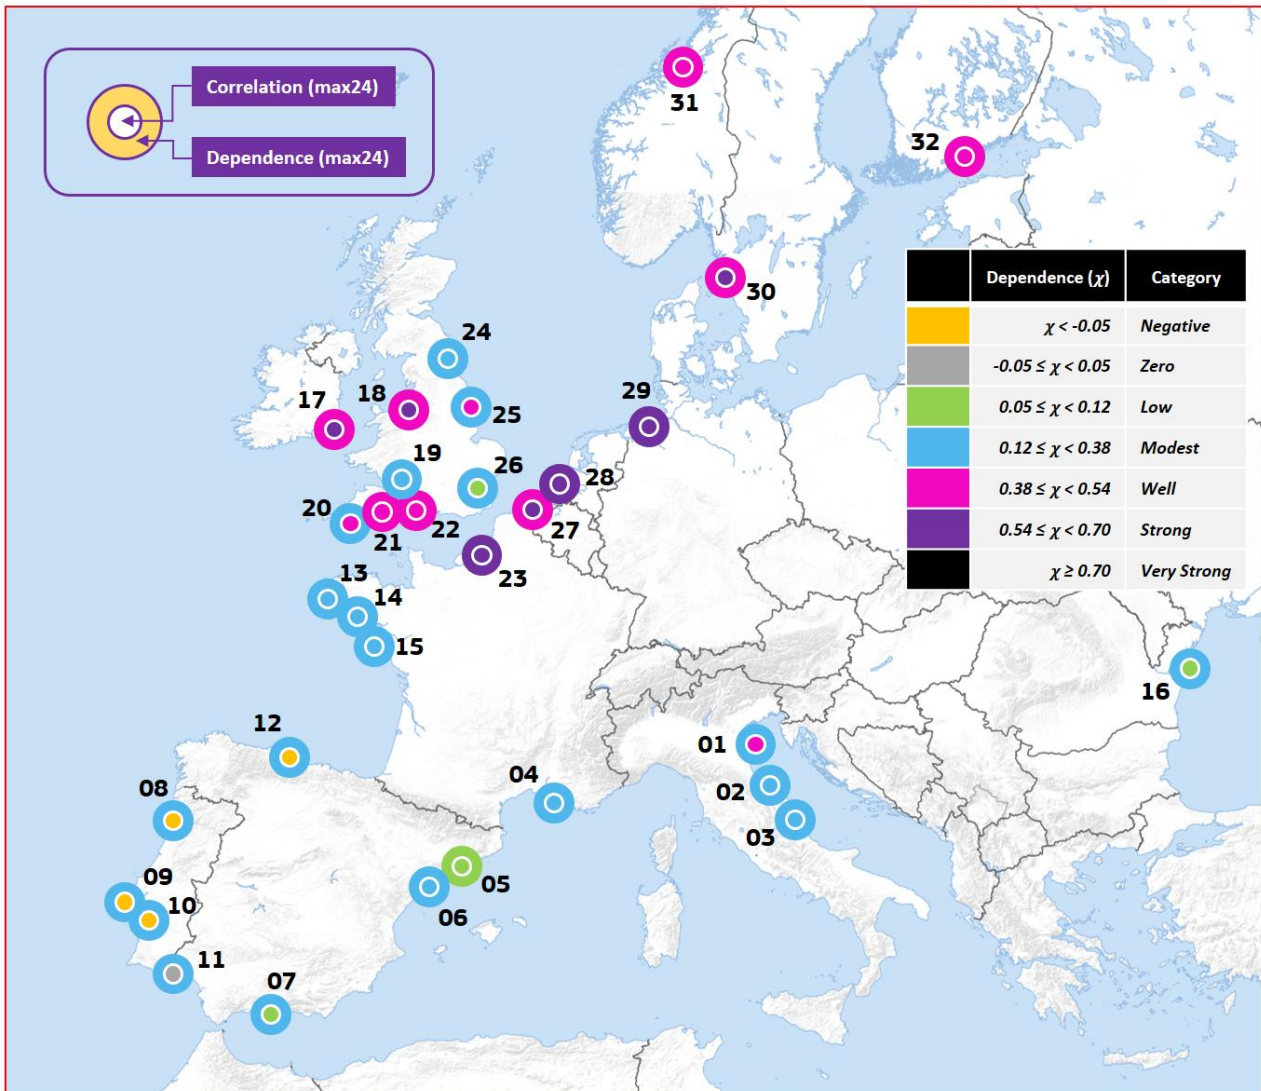 Correlation (max24)
Dependence (max24)
31
32
30
Dependence (χ) Category
χ < -0.05 Negative
-0.05 ≤ χ < 0.05 Zero
0.05 ≤ χ < 0.12 Low
0.12 ≤ χ < 0.38 Modest
0.38 ≤ χ < 0.54 Well
0.54 ≤ χ < 0.70 Strong
χ ≥ 0.70 Very Strong
24
29
17 18
25
19
26 28
20
21 22 27
23
13
14
15
16
12
01
04
02
08
03
05
09
10 06
11
07